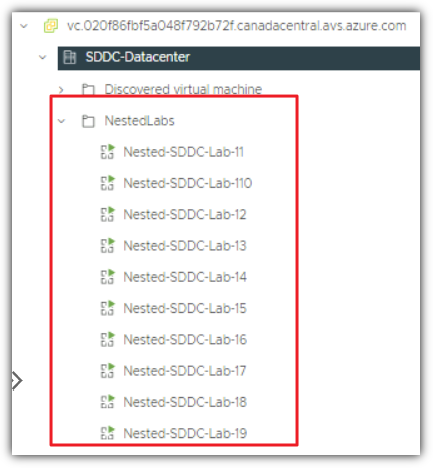 vc.020f86fbf5a048f792b72f.canadacentral.avs.azure.com
SDDC-Datacenter
Discovered virtual machine
NestedLabs
Nested-SDDC-Lab-11
Nested-SDDC-Lab-110
Nested-SDDC-Lab-12
Nested-SDDC-Lab-13
Nested-SDDC-Lab-14
Nested-SDDC-Lab-15
Nested-SDDC-Lab-16
Nested-SDDC-Lab-17
Nested-SDDC-Lab-18
Nested-SDDC-Lab-19